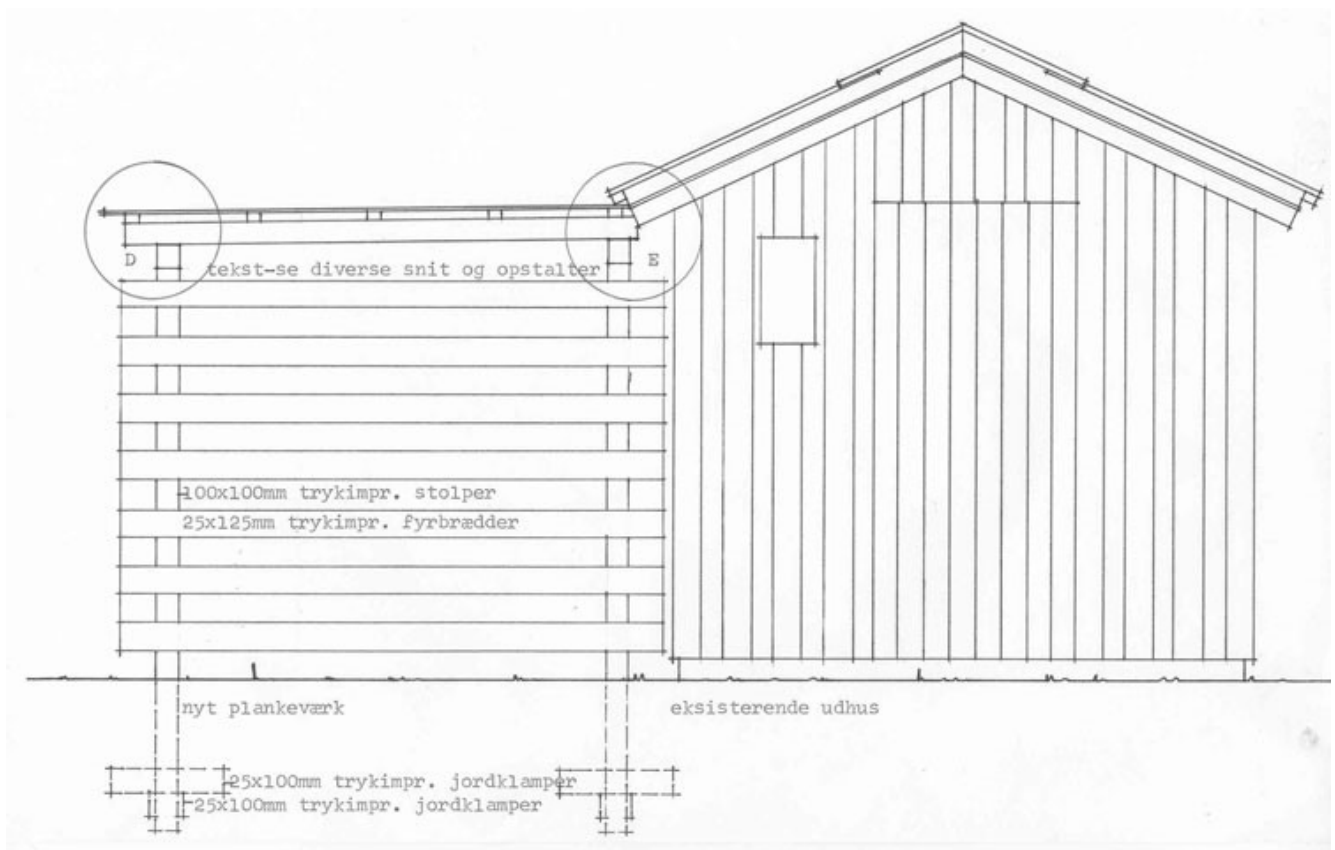 D
tekst-se diverse snit og opstalter
E
100x100mm trykimpr. stolper
25x125mm trykimpr. fyrbrædder
nyt plankeværk
eksisterende udhus
25x100mm trykimpr. jordklamper
25x100mm trykimpr. jordklamper